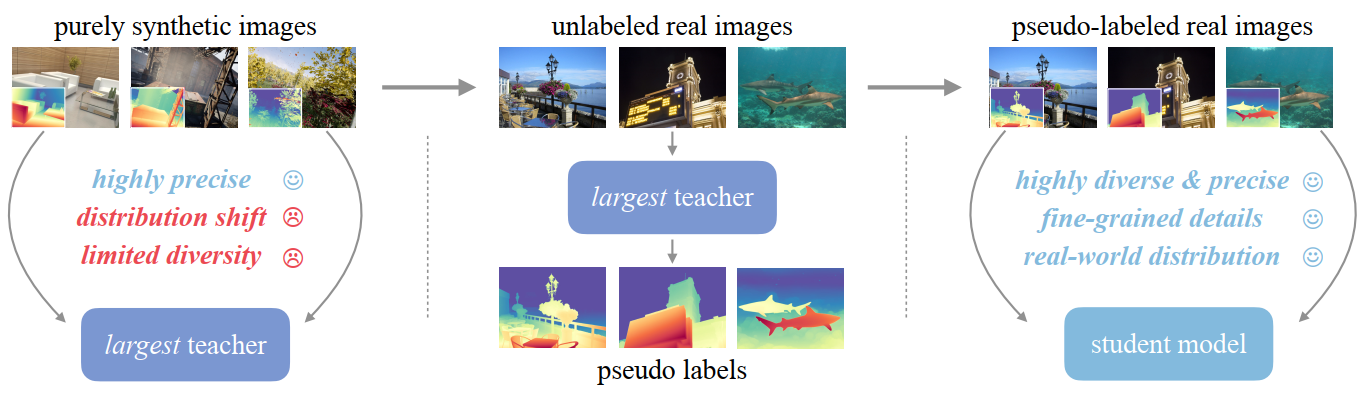 purely synthetic images
highly precise
distribution shift
limited diversity
largest teacher
unlabeled real images
largest teacher
pseudo labels
pseudo-labeled real images
highly diverse & precise
fine-grained details
real-world distribution
student model